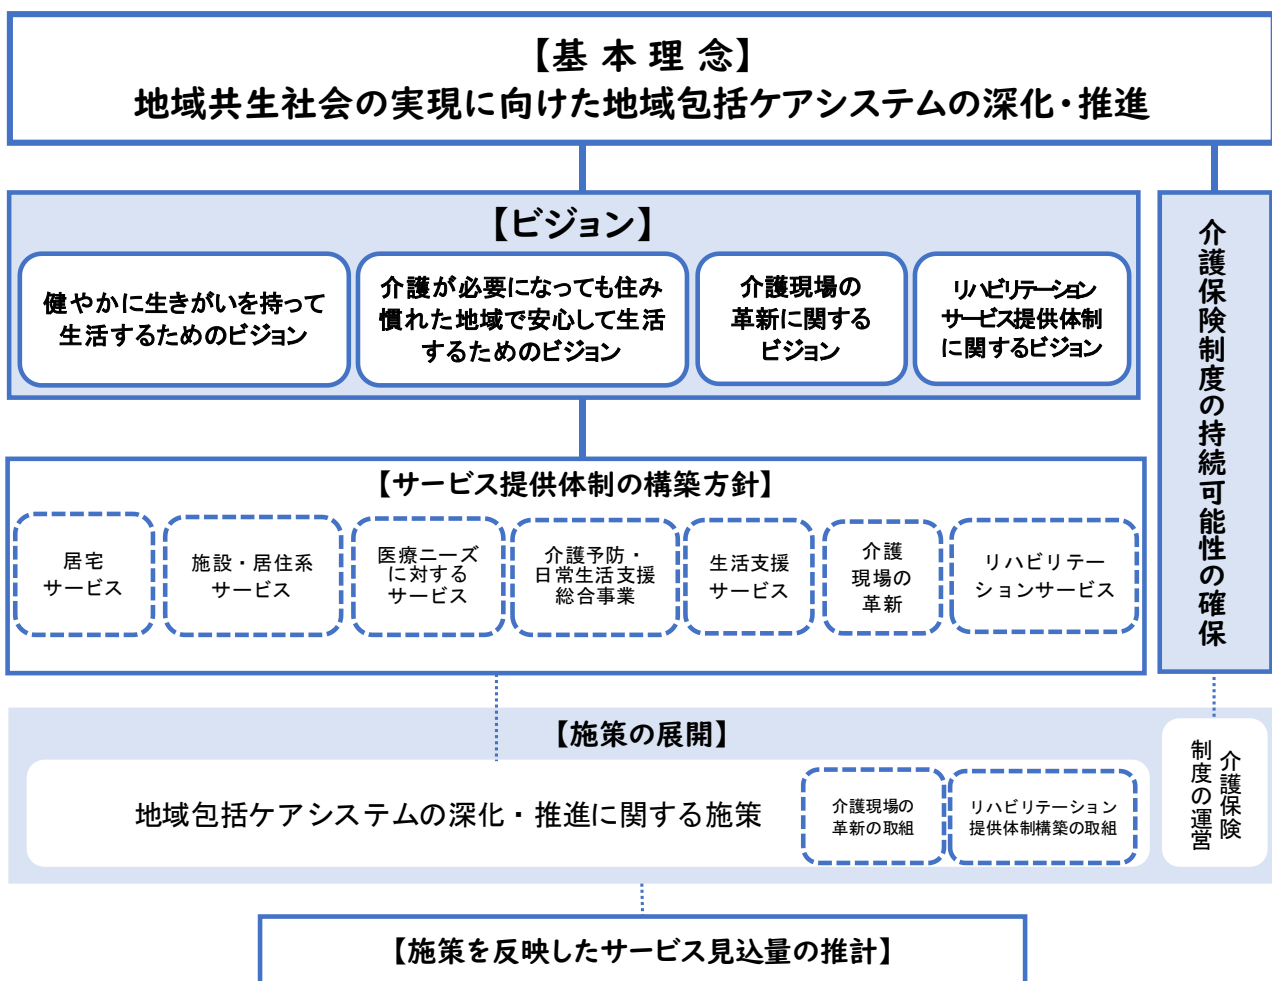 【基 本 理 念】
地域共生社会の実現に向けた地域包括ケアシステムの深化・推進
【ビジョン】
健やかに生きがいを持って
生活するためのビジョン
介護が必要になっても住み
慣れた地域で安心して生活
するためのビジョン
介護現場の
革新に関する
ビジョン
リハビリテーション
サービス提供体制
に関するビジョン
介護保険制度の持続可能性の確保
【サービス提供体制の構築方針】
居宅
サービス
施設・居住系
サービス
医療ニーズ
に対する
サービス
介護予防・
日常生活支援
総合事業
生活支援
サービス
介護
現場の
革新
リハビリテー
ションサービス
【施策の展開】
地域包括ケアシステムの深化・推進に関する施策
介護現場の
革新の取組
リハビリテーション
提供体制構築の取組
介護保険
制度の運営
【施策を反映したサービス見込量の推計】